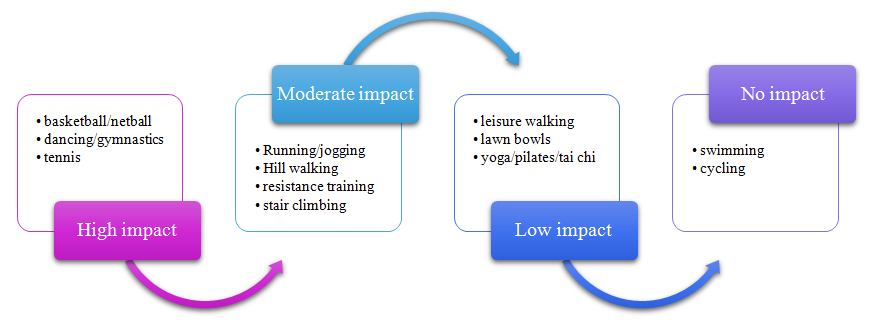 • basketball/netball
• dancing/gymnastics
• tennis
High impact
Moderate impact
• Running/jogging
• Hill walking
• resistance training
• stair climbing
• leisure walking
• lawn bowls
• yoga/pilates/tai chi
Low impact
No impact
• swimming
• cycling